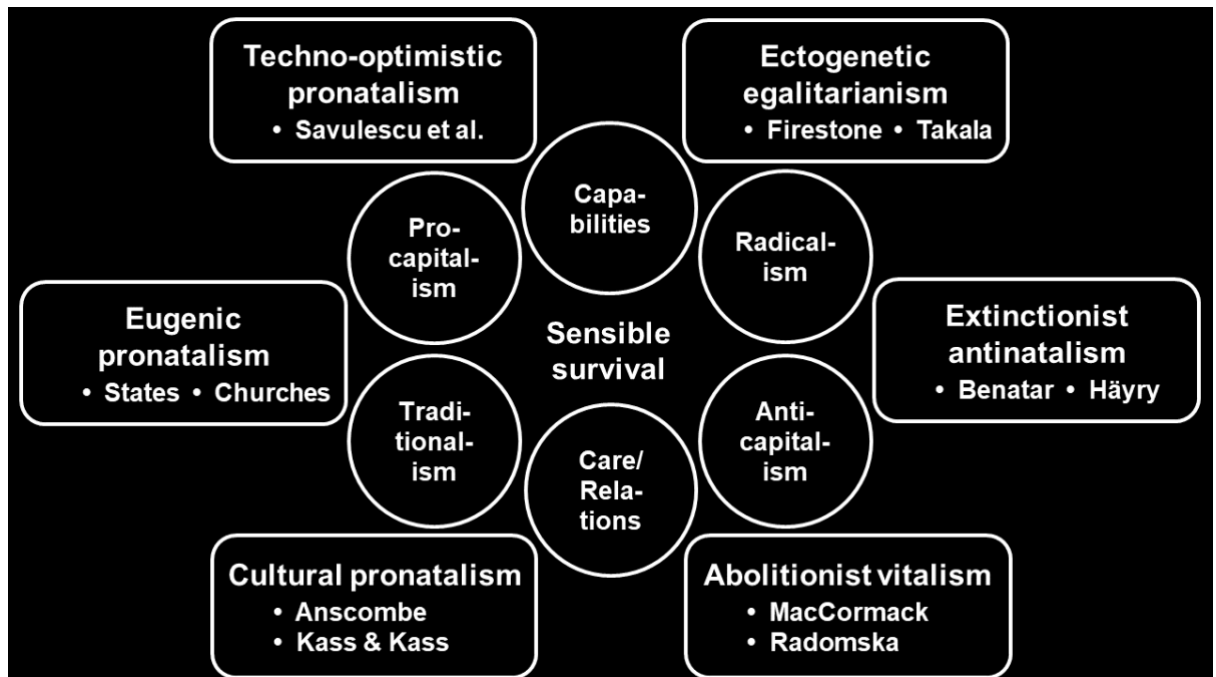 Techno-optimistic
pronatalism
• Savulescu et al.
Ectogenetic
egalitarianism
• Firestone • Takala
Capa-
bilities
Pro-
capital-
ism
Radical-
ism
Eugenic
pronatalism
• States • Churches
Sensible
survival
Extinctionist
antinatalism
• Benatar • Häyry
Tradi-
tional-
ism
Care/
Rela-
tions
Anti-
capital-
ism
Cultural pronatalism
• Anscombe
• Kass & Kass
Abolitionist vitalism
• MacCormack
• Radomska